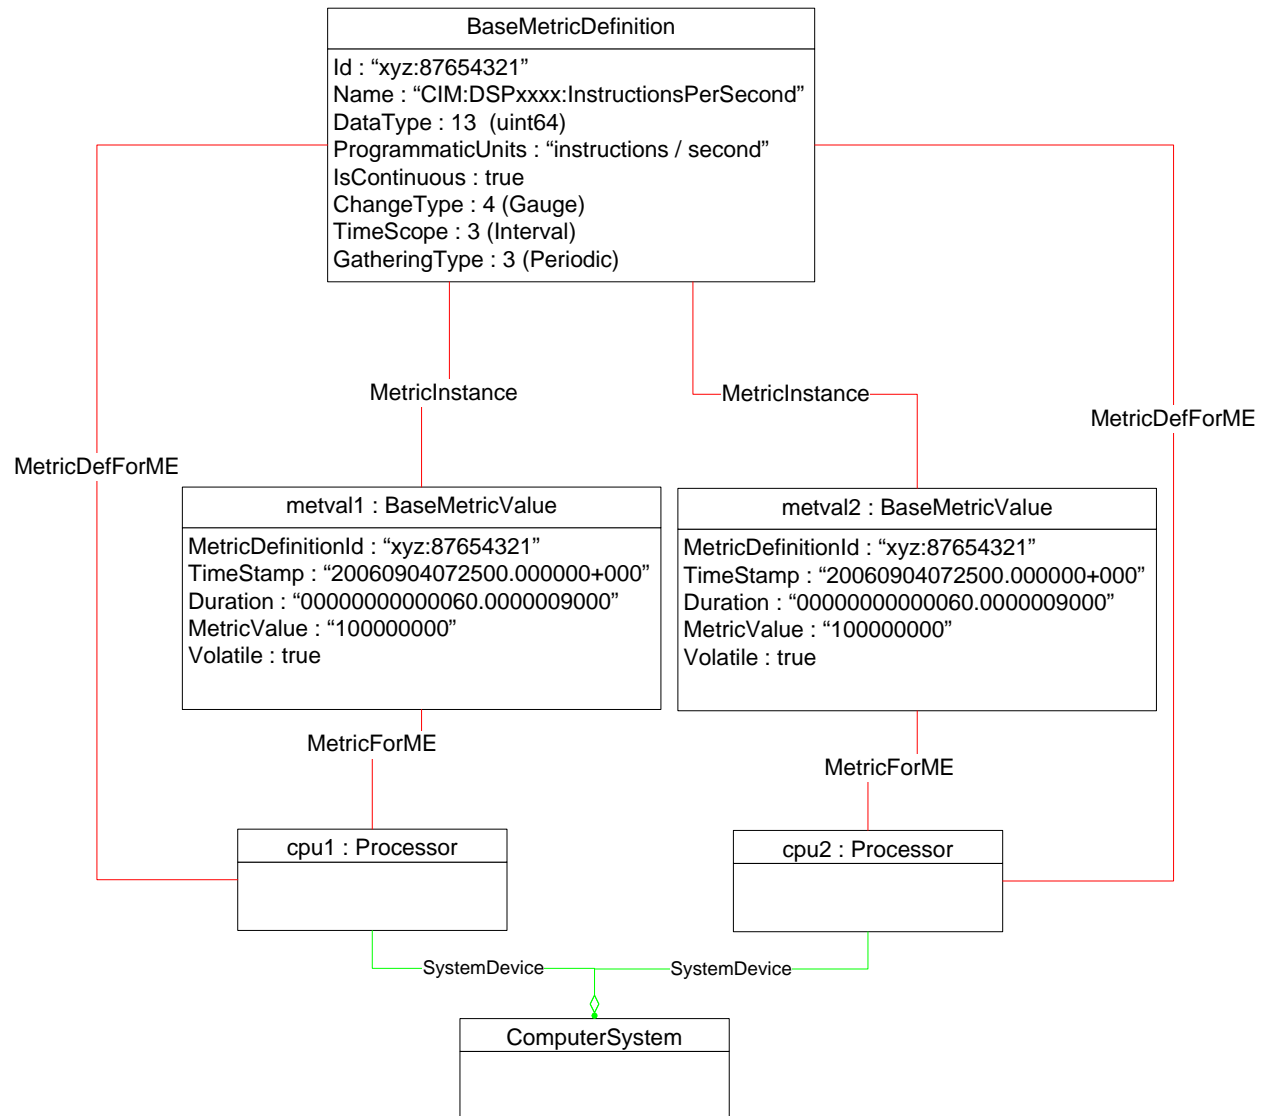 BaseMetricDefinition
Id : “xyz:87654321”
Name : “CIM:DSPxxxx:InstructionsPerSecond”
DataType : 13  (uint64)
ProgrammaticUnits : “instructions / second”
IsContinuous : true
ChangeType : 4 (Gauge)
TimeScope : 3 (Interval)
GatheringType : 3 (Periodic)
MetricInstance
MetricInstance
MetricDefForME
MetricDefForME
metval1 : BaseMetricValue
MetricDefinitionId : “xyz:87654321”
TimeStamp : “20060904072500.000000+000”
Duration : “00000000000060.0000009000”
MetricValue : “100000000”
Volatile : true
metval2 : BaseMetricValue
MetricDefinitionId : “xyz:87654321”
TimeStamp : “20060904072500.000000+000”
Duration : “00000000000060.0000009000”
MetricValue : “100000000”
Volatile : true
MetricForME
MetricForME
cpu1 : Processor
cpu2 : Processor
SystemDevice
SystemDevice
ComputerSystem